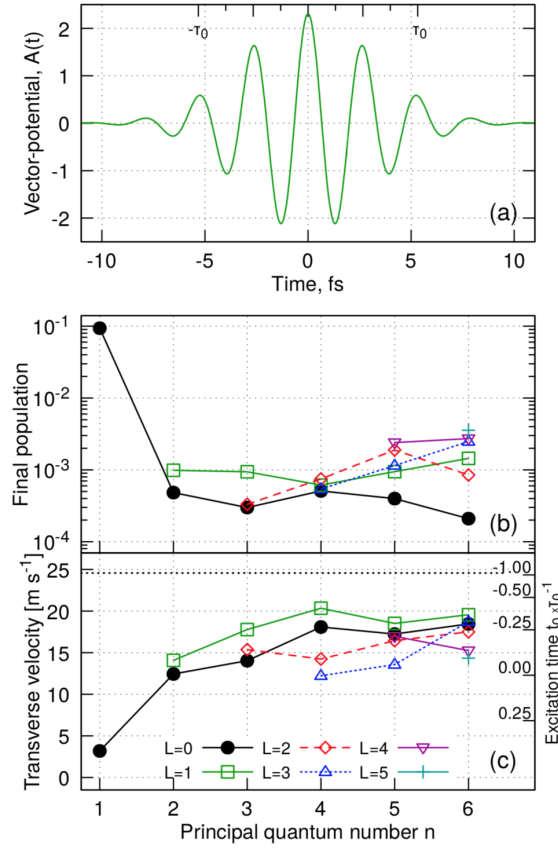 -τ₀ τ₀
2
1
0
-1
-2
Vector-potential, A(t)
(a)
-10 -5 0 5 10
Time, fs
10⁻¹
10⁻²
10⁻³
10⁻⁴
Final population
(b)
25
20
15
10
5
0
Transverse velocity [m s⁻¹]
-1.00
-0.50
-0.25
0.00
0.25
Excitation time t₀,ₓτ₀⁻¹
L=0 L=2 L=4
L=1 L=3 L=5
(c)
1 2 3 4 5 6
Principal quantum number n